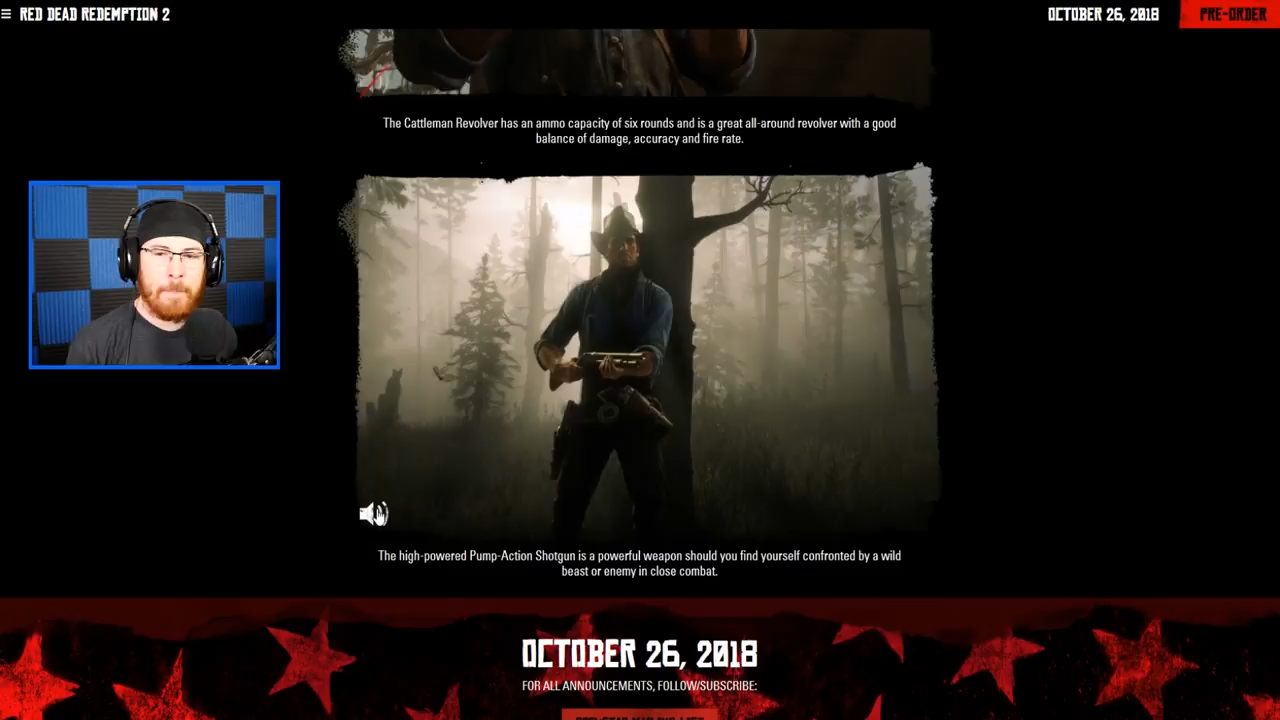 RED DEAD REDEMPTION 2
OCTOBER 26, 2018
PRE-ORDER
The Cattleman Revolver has an ammo capacity of six rounds and is a great all-around revolver with a good
balance of damage, accuracy and fire rate.
The high-powered Pump-Action Shotgun is a powerful weapon should you find yourself confronted by a wild
beast or enemy in close combat.
OCTOBER 26, 2018
FOR ALL ANNOUNCEMENTS, FOLLOW/SUBSCRIBE: